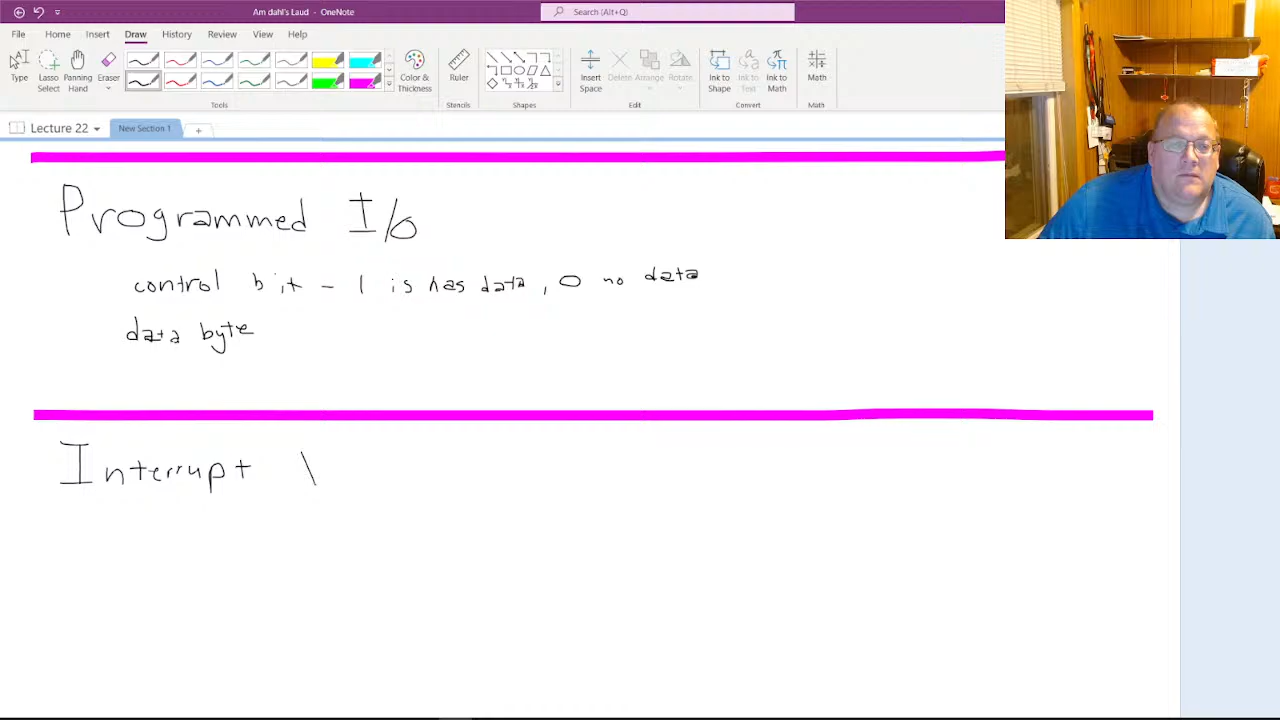 Am dahl's Laud - OneNote
Search (Alt+Q)
File Home Insert Draw History Review View Help
Type
Lasso Select
Panning Hand
Eraser
Color & Thickness
Ruler
Insert Space
Delete Arrange Rotate
Ink to Shape
Ink to Text
Ink to Math
Math
Tools Stencils Shapes Edit Convert Math
Lecture 22 New Section 1 +
Programmed I/O
control bit - 1 is has data, 0 no data
data byte
Interrupt \